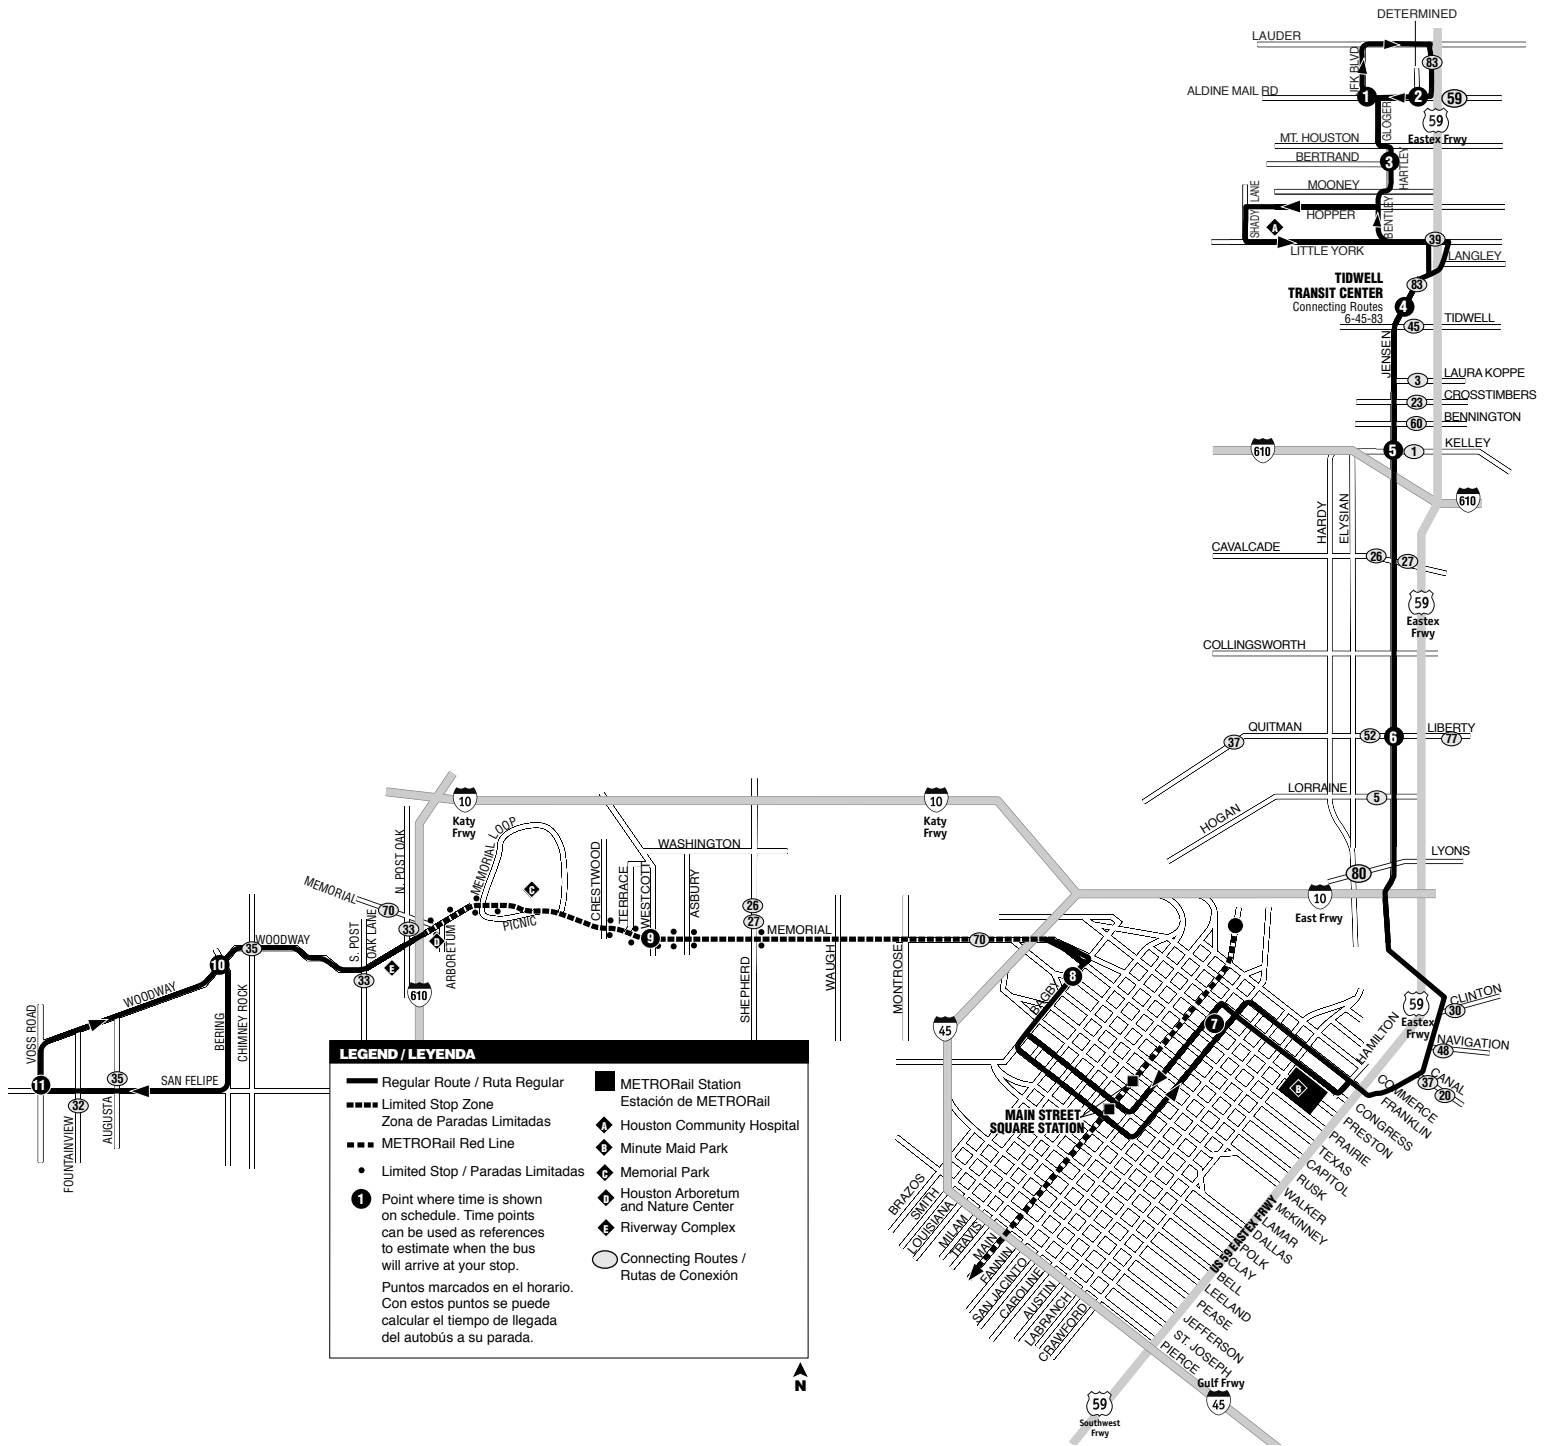 DETERMINED
LAUDER
JFK BLVD
83
ALDINE MAIL RD
1
2
59
GLOGER
59
Eastex Frwy
MT. HOUSTON
BERTRAND
3
HARTLEY
MOONEY
SHADY LANE
HOPPER
BENTLEY
A
39
LITTLE YORK
LANGLEY
TIDWELL
TRANSIT CENTER
Connecting Routes
6-45-83
83
4
45
TIDWELL
JENSEN
3
LAURA KOPPE
23
CROSSTIMBERS
60
BENNINGTON
610
5
1
KELLEY
610
HARDY
ELYSIAN
CAVALCADE
26
27
59
Eastex
Frwy
COLLINGSWORTH
QUITMAN
37
52
6
LIBERTY
77
LORRAINE
5
HOGAN
LYONS
80
10
East Frwy
10
Katy
Frwy
10
Katy
Frwy
MEMORIAL LOOP
N. POST OAK
WASHINGTON
CRESTWOOD
TERRACE
WESTCOTT
ASBURY
C
MEMORIAL
70
33
PICNIC
26
27
MEMORIAL
9
70
S. POST
OAK LANE
D
ARBORETUM
E
33
WOODWAY
35
10
WOODWAY
610
SHEPHERD
WAUGH
MONTROSE
8
BAGBY
45
7
VOSS ROAD
BERING
CHIMNEY ROCK
11
SAN FELIPE
35
32
FOUNTAINVIEW
AUGUSTA
59
Eastex
Frwy
CLINTON
30
NAVIGATION
48
CANAL
37
20
HAMILTON
B
MAIN STREET
SQUARE STATION
COMMERCE
FRANKLIN
CONGRESS
PRESTON
PRAIRIE
TEXAS
CAPITOL
RUSK
WALKER
McKINNEY
LAMAR
DALLAS
POLK
CLAY
BELL
LEELAND
PEASE
JEFFERSON
ST. JOSEPH
PIERCE
US 59 EASTEX FRWY
BRAZOS
SMITH
LOUISIANA
MILAM
TRAVIS
MAIN
FANNIN
SAN JACINTO
CAROLINE
AUSTIN
LABRANCH
CRAWFORD
Gulf Frwy
45
59
Southwest
Frwy
LEGEND / LEYENDA
Regular Route / Ruta Regular
Limited Stop Zone
Zona de Paradas Limitadas
METRORail Red Line
Limited Stop / Paradas Limitadas
1
Point where time is shown
on schedule. Time points
can be used as references
to estimate when the bus
will arrive at your stop.
Puntos marcados en el horario.
Con estos puntos se puede
calcular el tiempo de llegada
del autobús a su parada.
METRORail Station
Estación de METRORail
A Houston Community Hospital
B Minute Maid Park
C Memorial Park
D Houston Arboretum
and Nature Center
E Riverway Complex
Connecting Routes /
Rutas de Conexión
N